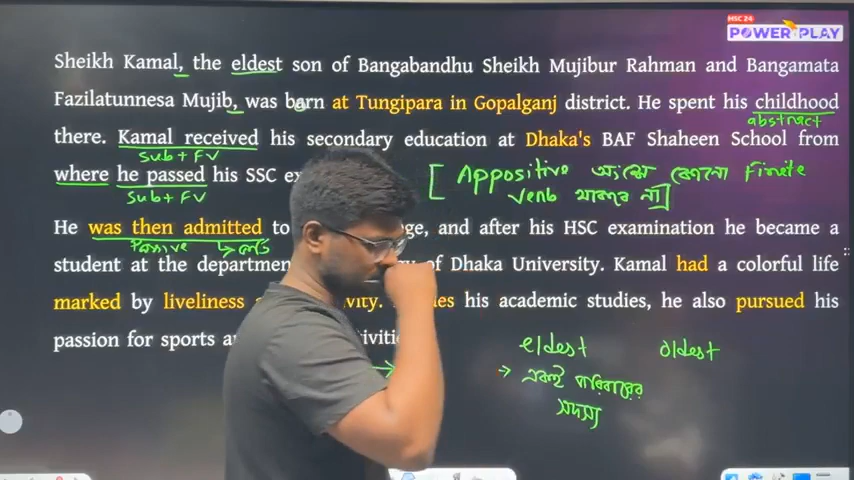 HSC 24
POWER PLAY
Sheikh Kamal, the eldest son of Bangabandhu Sheikh Mujibur Rahman and Bangamata
Fazilatunnesa Mujib, was born at Tungipara in Gopalganj district. He spent his childhood
abstract
there. Kamal received his secondary education at Dhaka's BAF Shaheen School from
sub + FV
where he passed his SSC
sub + FV
[ Appositive অংশে কোনো Finite
verb থাকবে না]
He was then admitted to and after his HSC examination he became a
Passive
student at the of Dhaka University. Kamal had a colorful life
marked by liveliness his academic studies, he also pursued his
passion for sports
eldest oldest
→ একই পরিবারের
সদস্য